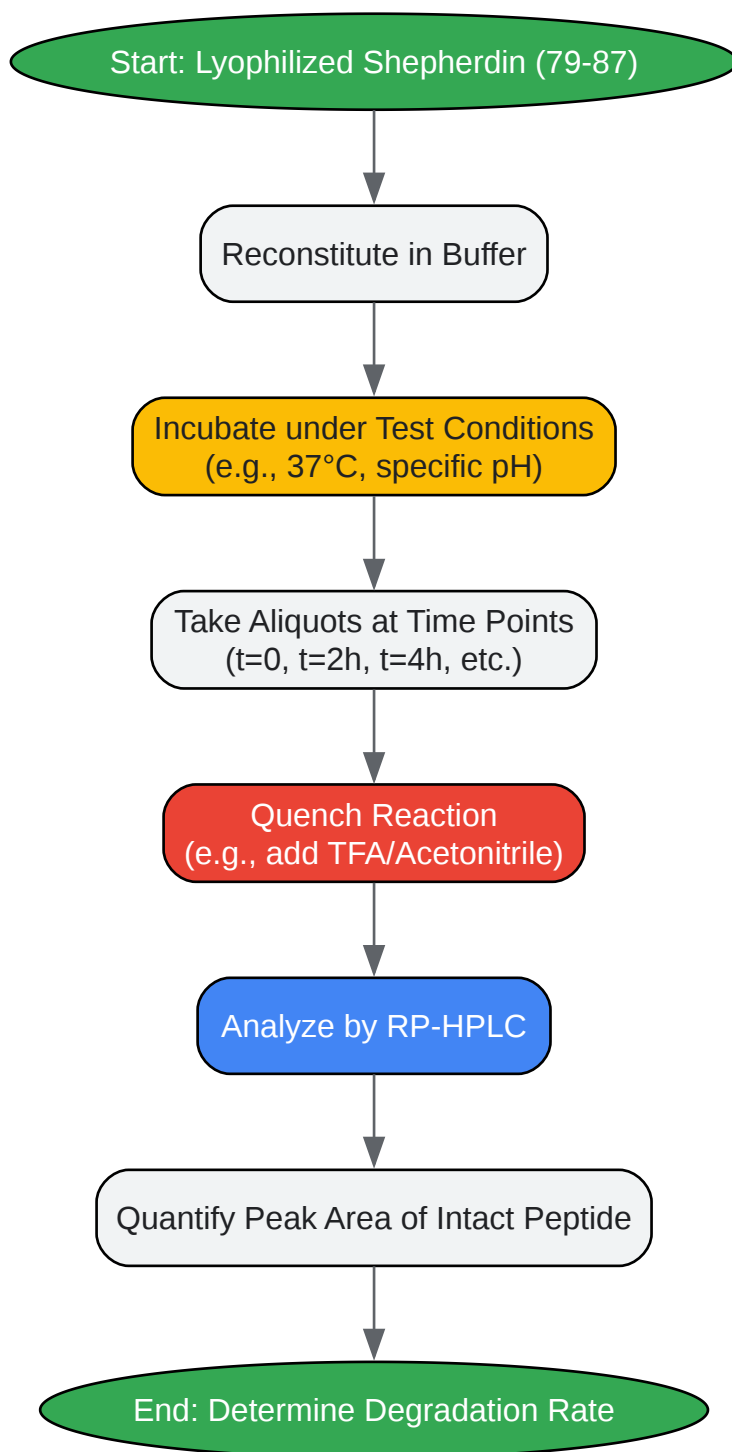 Start: Lyophilized Shepherdin (79-87)
Reconstitute in Buffer
Incubate under Test Conditions
(e.g., 37°C, specific pH)
Take Aliquots at Time Points
(t=0, t=2h, t=4h, etc.)
Quench Reaction
(e.g., add TFA/Acetonitrile)
Analyze by RP-HPLC
Quantify Peak Area of Intact Peptide
End: Determine Degradation Rate